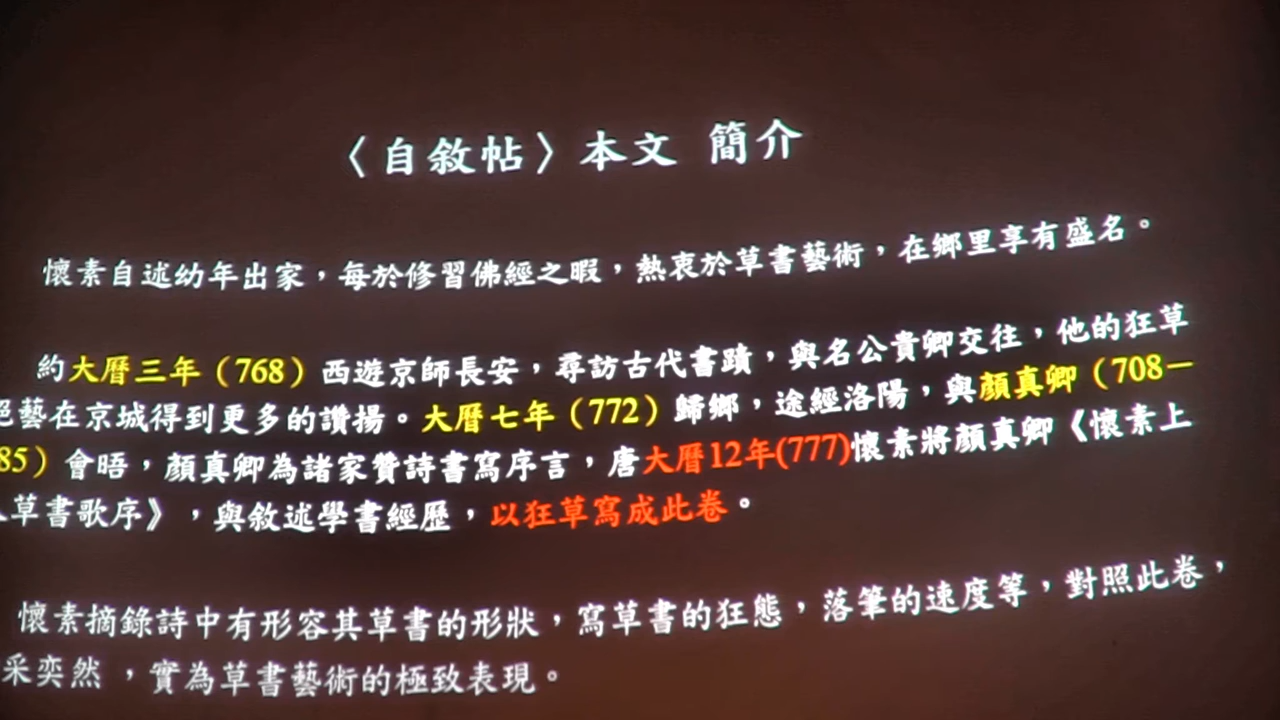 〈自敘帖〉本文 簡介
懷素自述幼年出家，每於修習佛經之暇，熱衷於草書藝術，在鄉里享有盛名。
約大曆三年（768）西遊京師長安，尋訪古代書蹟，與名公貴卿交往，他的狂草
絕藝在京城得到更多的讚揚。大曆七年（772）歸鄉，途經洛陽，與顏真卿（708－
85）會晤，顏真卿為諸家贊詩書寫序言，唐大曆12年(777)懷素將顏真卿《懷素上
人草書歌序》，與敘述學書經歷，以狂草寫成此卷。
懷素摘錄詩中有形容其草書的形狀，寫草書的狂態，落筆的速度等，對照此卷，
采奕然，實為草書藝術的極致表現。